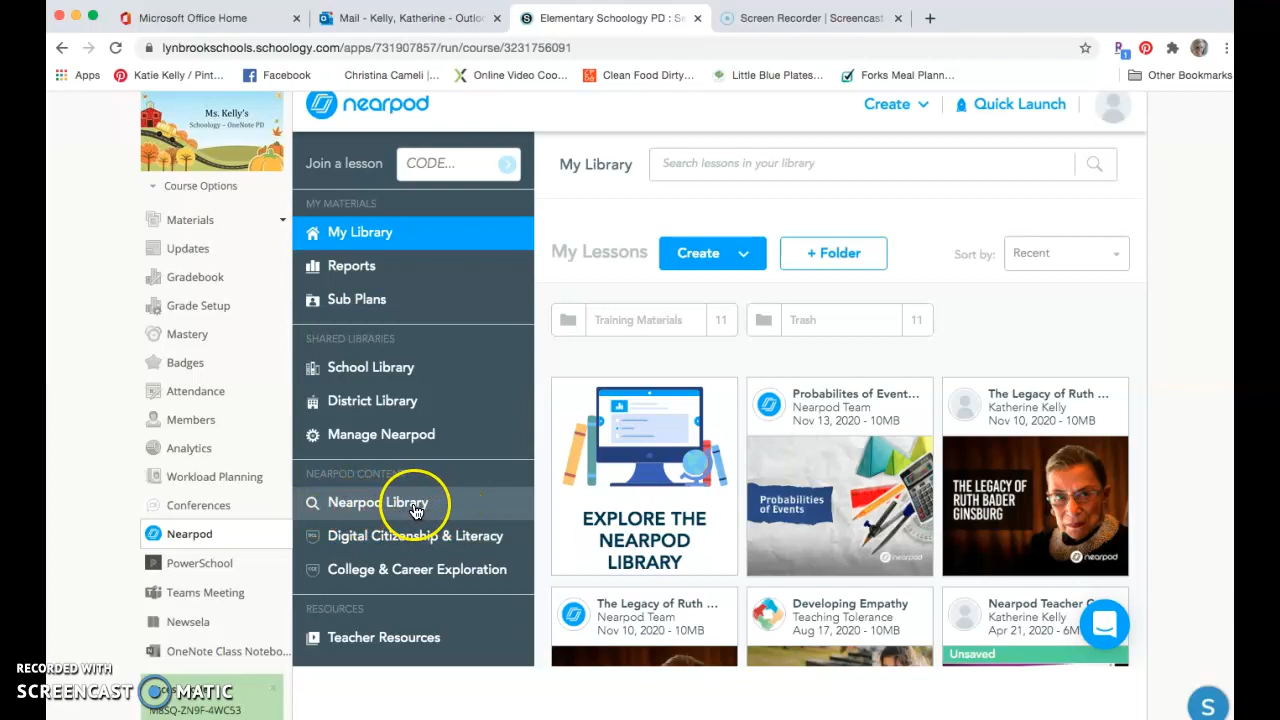 Microsoft Office Home
Mail - Kelly, Katherine - Outloo
Elementary Schoology PD : Sc
Screen Recorder | Screencast
lynbrookschools.schoology.com/apps/731907857/run/course/3231756091
Apps
Katie Kelly / Pint...
Facebook
Christina Cameli |...
Online Video Coo...
Clean Food Dirty...
Little Blue Plates...
Forks Meal Plann...
Other Bookmarks
Ms. Kelly's
Schoology - OneNote PD
Course Options
Materials
Updates
Gradebook
Grade Setup
Mastery
Badges
Attendance
Members
Analytics
Workload Planning
Conferences
Nearpod
PowerSchool
Teams Meeting
Newsela
OneNote Class Notebo...
M8SQ-ZN9F-4WC53
nearpod
Create
Quick Launch
Join a lesson
CODE...
MY MATERIALS
My Library
Reports
Sub Plans
SHARED LIBRARIES
School Library
District Library
Manage Nearpod
NEARPOD CONTENT
Nearpod Library
Digital Citizenship & Literacy
College & Career Exploration
RESOURCES
Teacher Resources
My Library
Search lessons in your library
My Lessons
Create
+ Folder
Sort by:
Recent
Training Materials
11
Trash
11
EXPLORE THE
NEARPOD
LIBRARY
Probabilites of Event...
Nearpod Team
Nov 13, 2020 - 10MB
Probabilities
of Events
nearpod
The Legacy of Ruth ...
Katherine Kelly
Nov 10, 2020 - 10MB
THE LEGACY OF
RUTH BADER
GINSBURG
nearpod
The Legacy of Ruth ...
Nearpod Team
Nov 10, 2020 - 10MB
Developing Empathy
Teaching Tolerance
Aug 17, 2020 - 10MB
Nearpod Teacher
Katherine Kelly
Apr 21, 2020 - 6M
Unsaved
S
RECORDED WITH
SCREENCAST MATIC